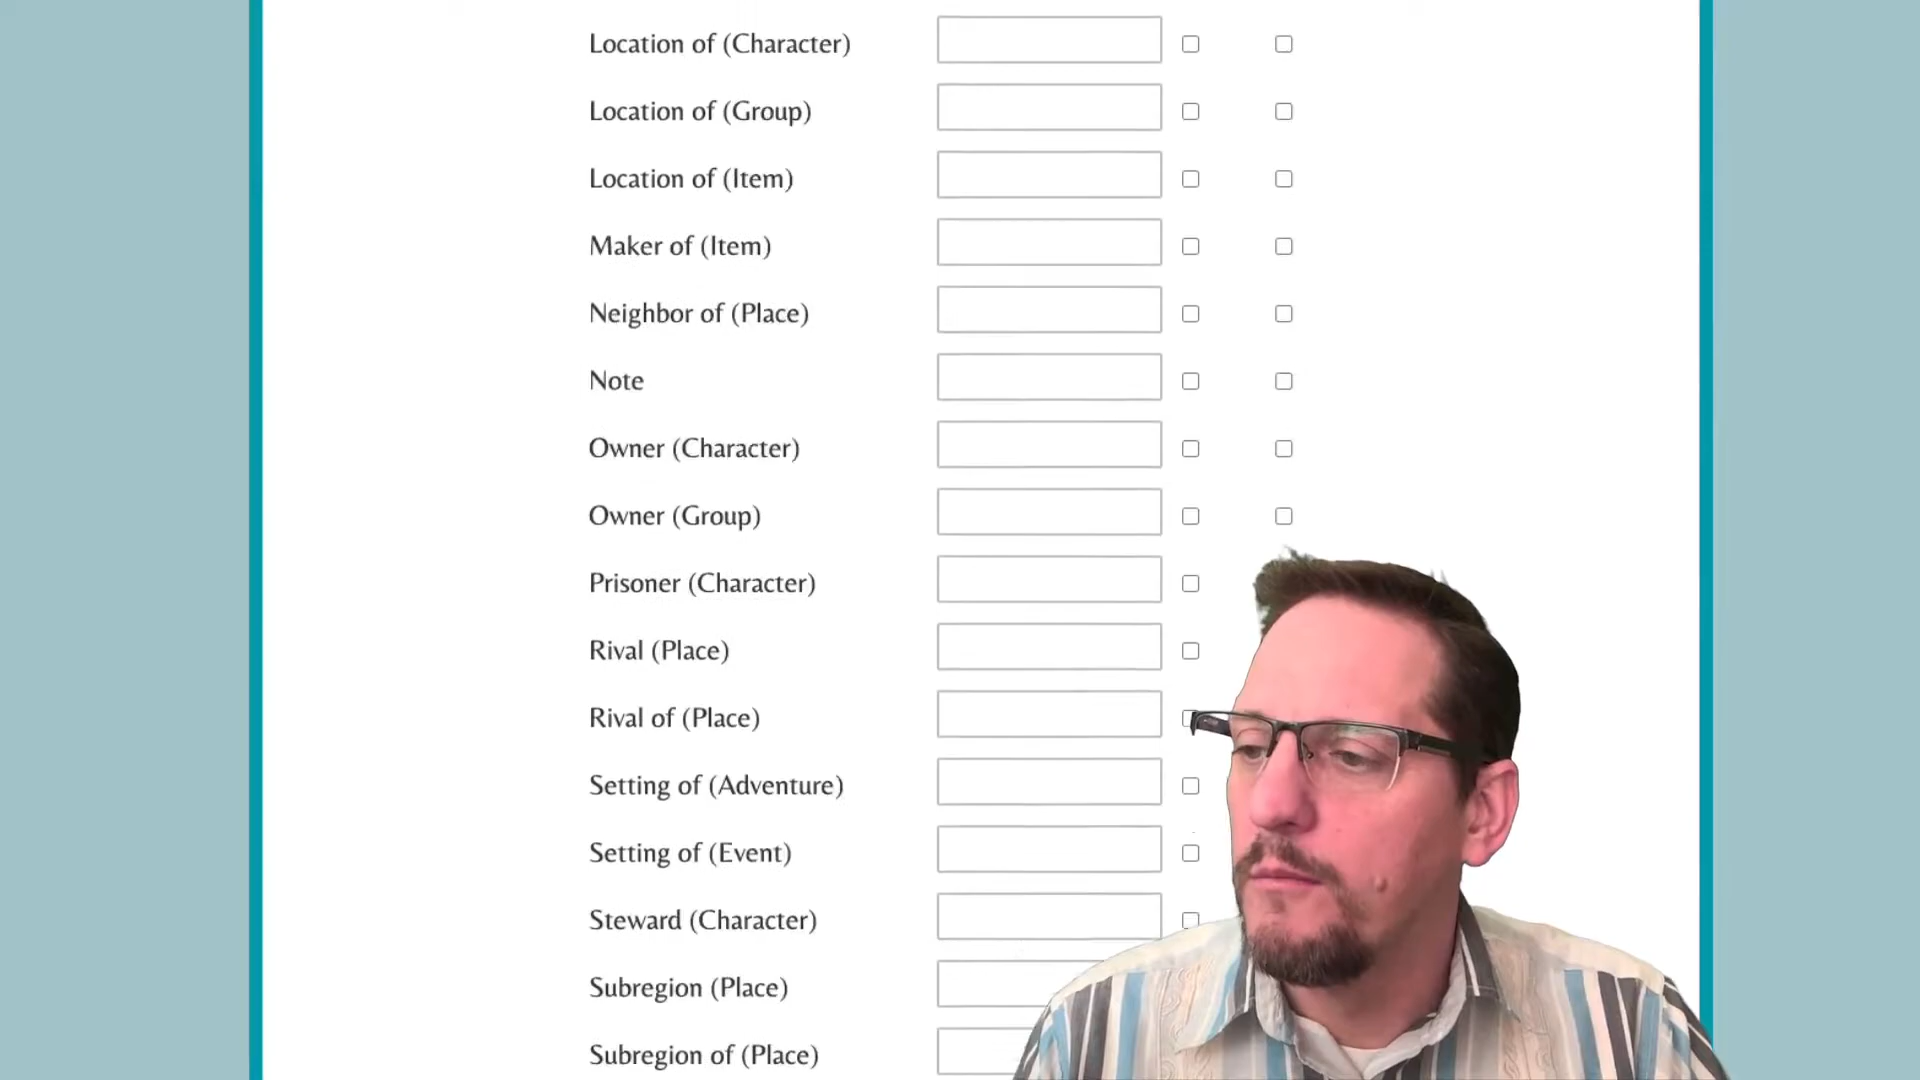 Location of (Character)
Location of (Group)
Location of (Item)
Maker of (Item)
Neighbor of (Place)
Note
Owner (Character)
Owner (Group)
Prisoner (Character)
Rival (Place)
Rival of (Place)
Setting of (Adventure)
Setting of (Event)
Steward (Character)
Subregion (Place)
Subregion of (Place)